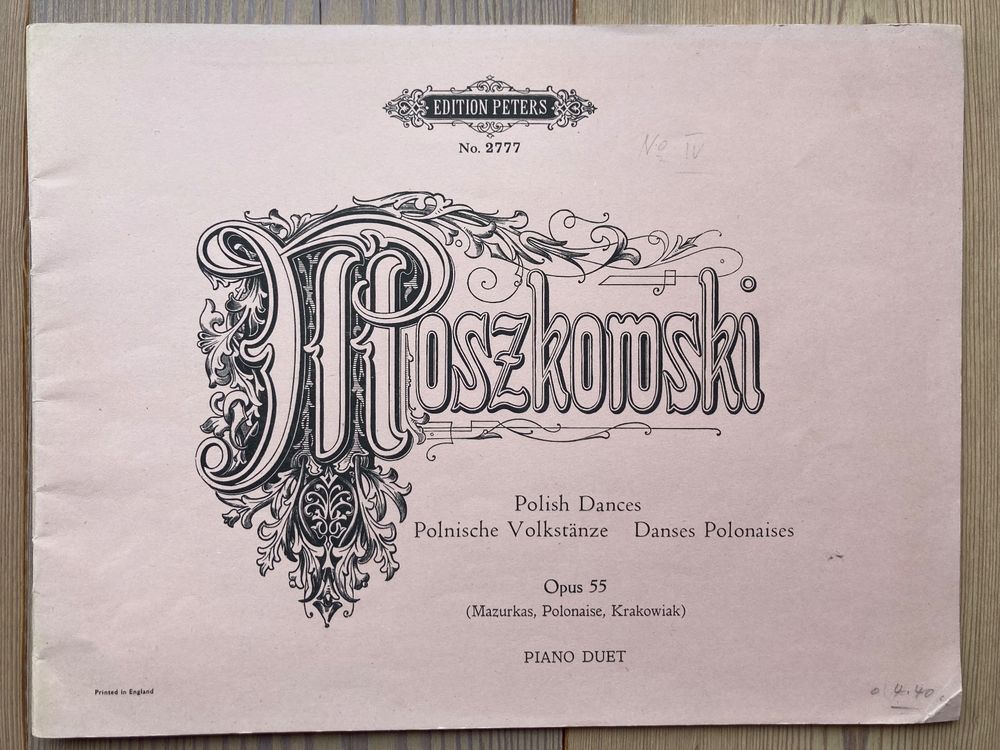 EDITION PETERS
No. 2777
No IV
Moszkowski
Polish Dances
Polnische Volkstänze Danses Polonaises
Opus 55
(Mazurkas, Polonaise, Krakowiak)
PIANO DUET
Printed in England
4.40